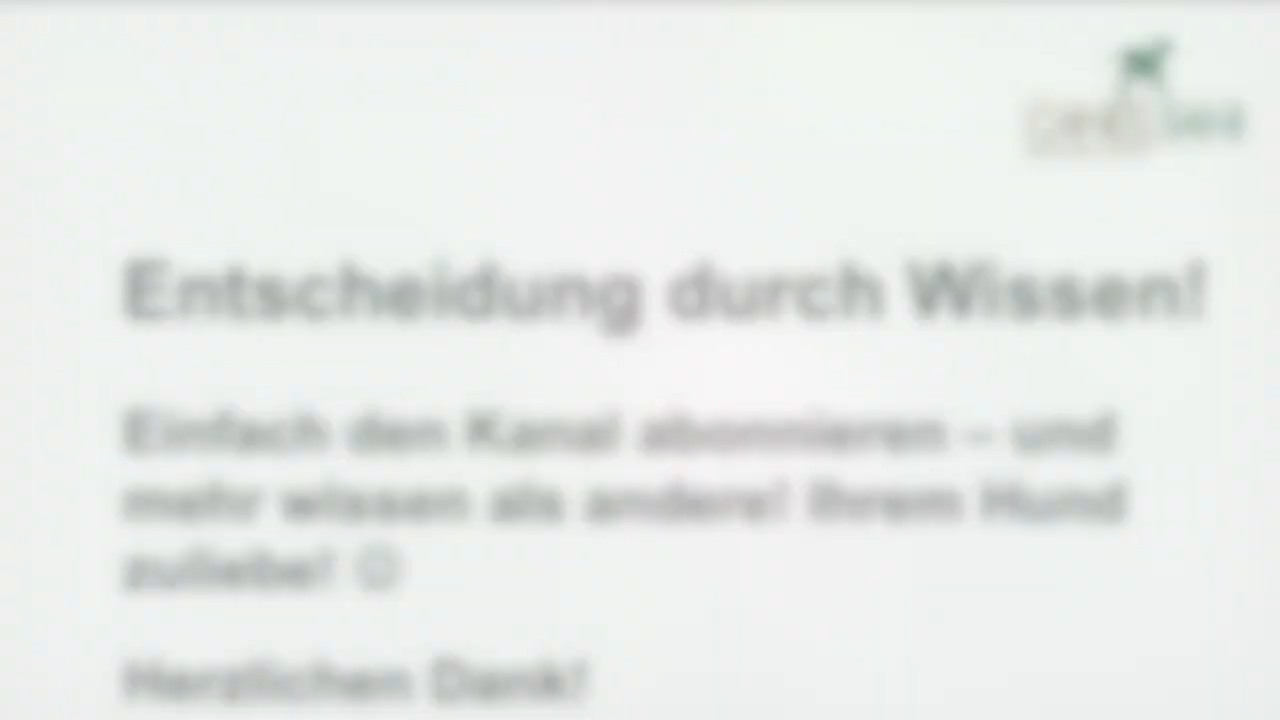 Entscheidung durch Wissen!
Einfach den Kanal abonnieren – und
mehr wissen als andere! Ihrem Hund
zuliebe! ☺
Herzlichen Dank!